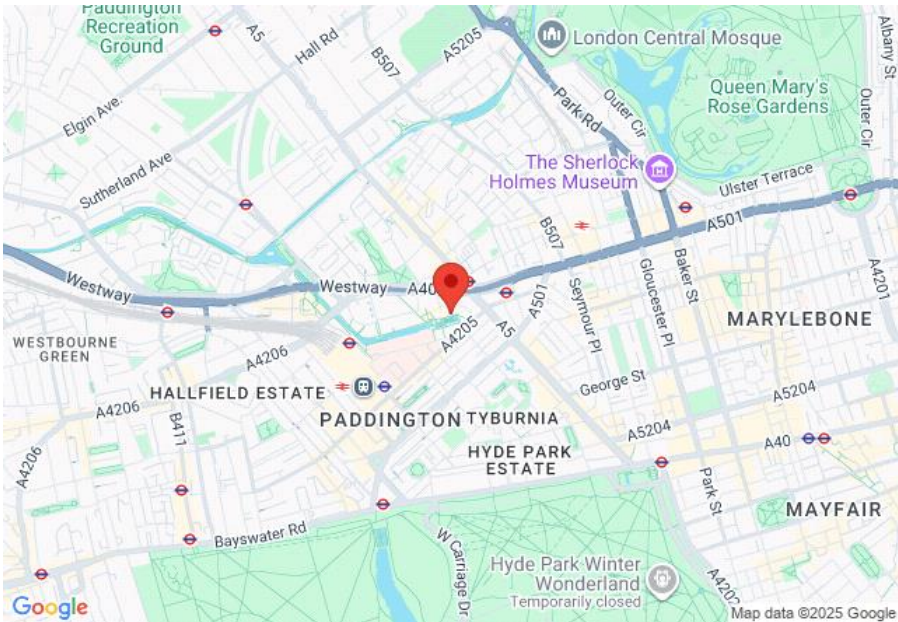 Paddington
Recreation
Ground
A5
Hall Rd
B507
A5205
London Central Mosque
Albany St
Queen Mary's
Rose Gardens
Outer Cir
Outer Cir
Park Rd
Elgin Ave.
Sutherland Ave
The Sherlock
Holmes Museum
Ulster Terrace
B507
A501
Westway
Westway
A40
A501
A4205
A5
Seymour Pl
Gloucester Pl
Baker St
A4201
MARYLEBONE
WESTBOURNE
GREEN
A4206
HALLFIELD ESTATE
A4206
B411
A4206
PADDINGTON
TYBURNIA
George St
A5204
A5204
A40
HYDE PARK
ESTATE
Park St
MAYFAIR
Bayswater Rd
W Carriage Dr
Hyde Park Winter
Wonderland
Temporarily closed
A4202
Google
Map data ©2025 Google